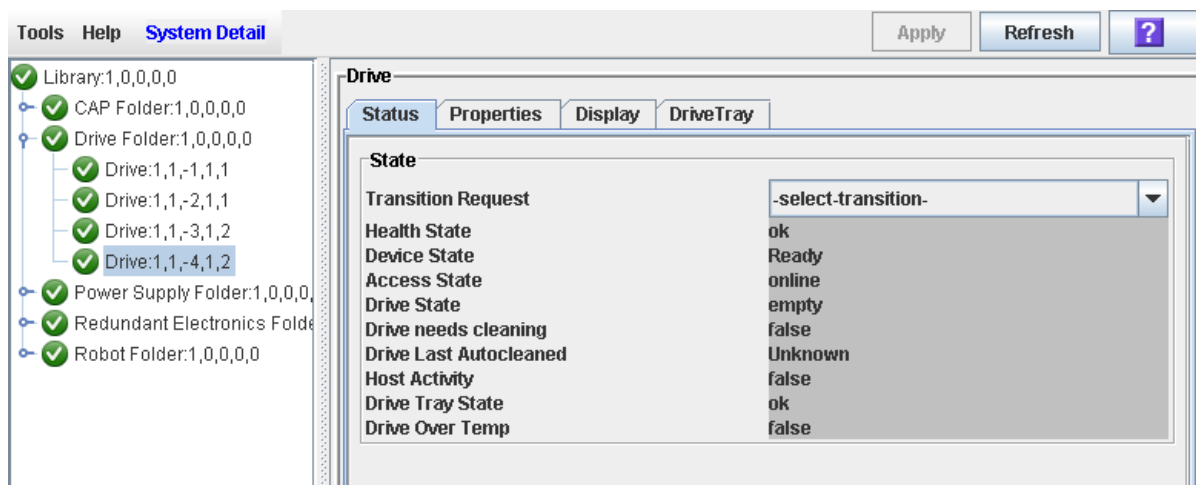 Tools Help System Detail
Apply Refresh ?
Library:1,0,0,0,0
CAP Folder:1,0,0,0,0
Drive Folder:1,0,0,0,0
Drive:1,1,-1,1,1
Drive:1,1,-2,1,1
Drive:1,1,-3,1,2
Drive:1,1,-4,1,2
Power Supply Folder:1,0,0,0,
Redundant Electronics Folde
Robot Folder:1,0,0,0,0
Drive
Status Properties Display DriveTray
State
Transition Request -select-transition-
Health State ok
Device State Ready
Access State online
Drive State empty
Drive needs cleaning false
Drive Last Autocleaned Unknown
Host Activity false
Drive Tray State ok
Drive Over Temp false